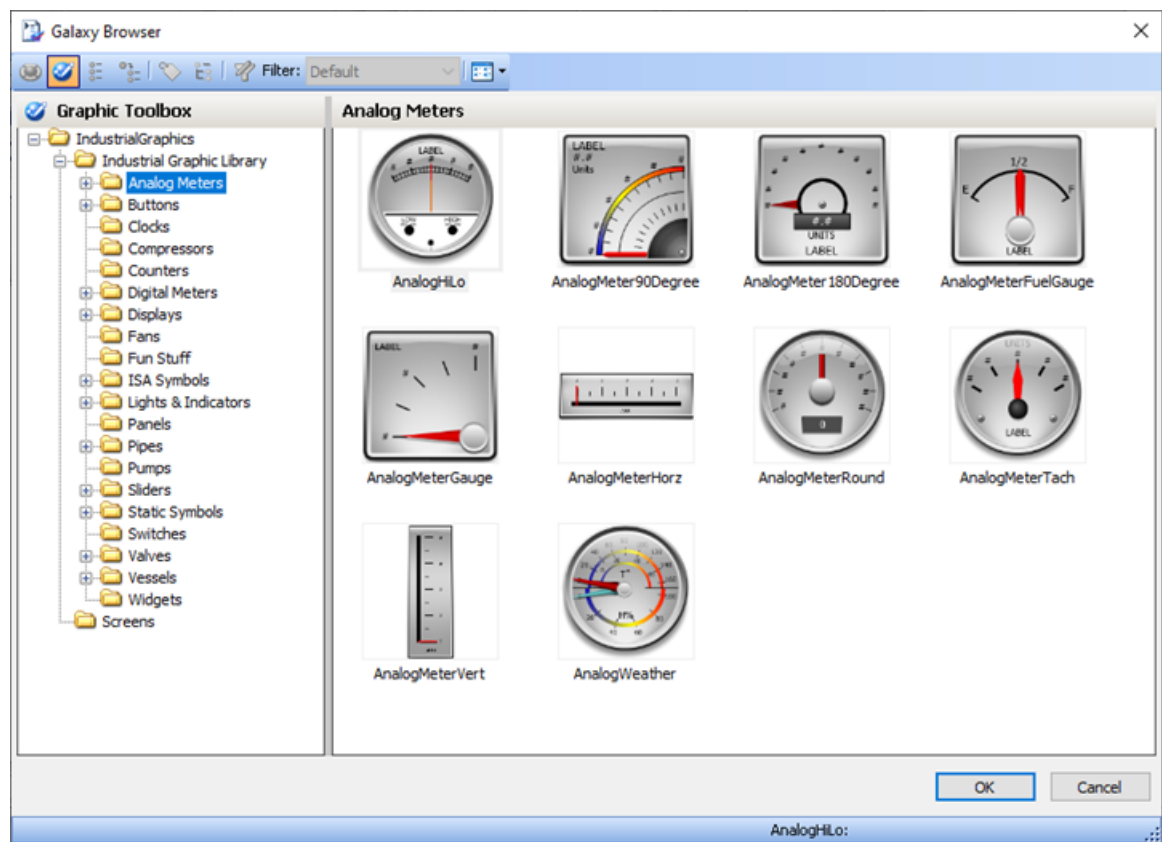 Galaxy Browser
Filter: Default
Graphic Toolbox
IndustrialGraphics
Industrial Graphic Library
Analog Meters
Buttons
Clocks
Compressors
Counters
Digital Meters
Displays
Fans
Fun Stuff
ISA Symbols
Lights & Indicators
Panels
Pipes
Pumps
Sliders
Static Symbols
Switches
Valves
Vessels
Widgets
Screens
Analog Meters
LABEL
LOW HIGH
AnalogHiLo
LABEL
#.#
Units
AnalogMeter90Degree
#.#
UNITS
LABEL
AnalogMeter180Degree
1/2
E F
LABEL
AnalogMeterFuelGauge
LABEL #
AnalogMeterGauge
AnalogMeterHorz
0
AnalogMeterRound
UNITS
LABEL
AnalogMeterTach
AnalogMeterVert
T°
H%
AnalogWeather
OK Cancel
AnalogHiLo: